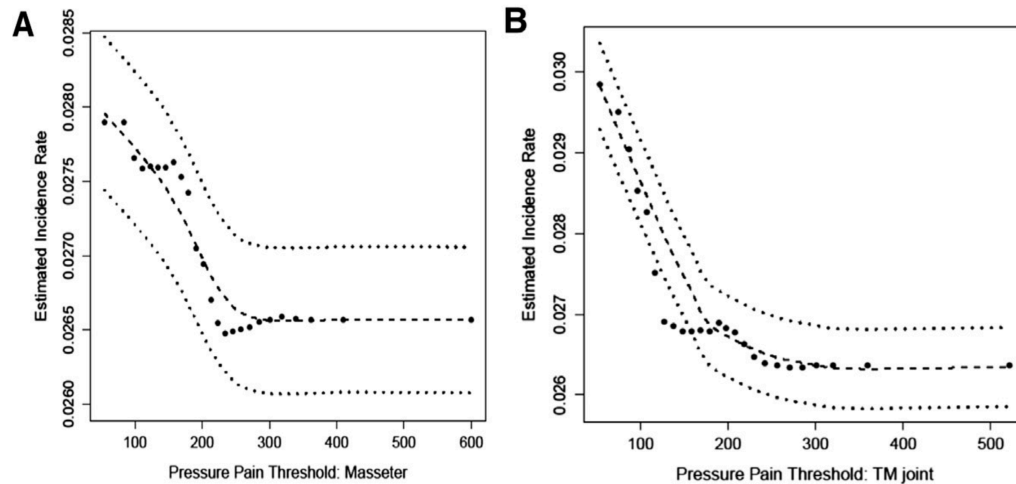 A
Estimated Incidence Rate
0.0285
0.0280
0.0275
0.0270
0.0265
0.0260
100 200 300 400 500 600
Pressure Pain Threshold: Masseter
B
Estimated Incidence Rate
0.030
0.029
0.028
0.027
0.026
100 200 300 400 500
Pressure Pain Threshold: TM joint